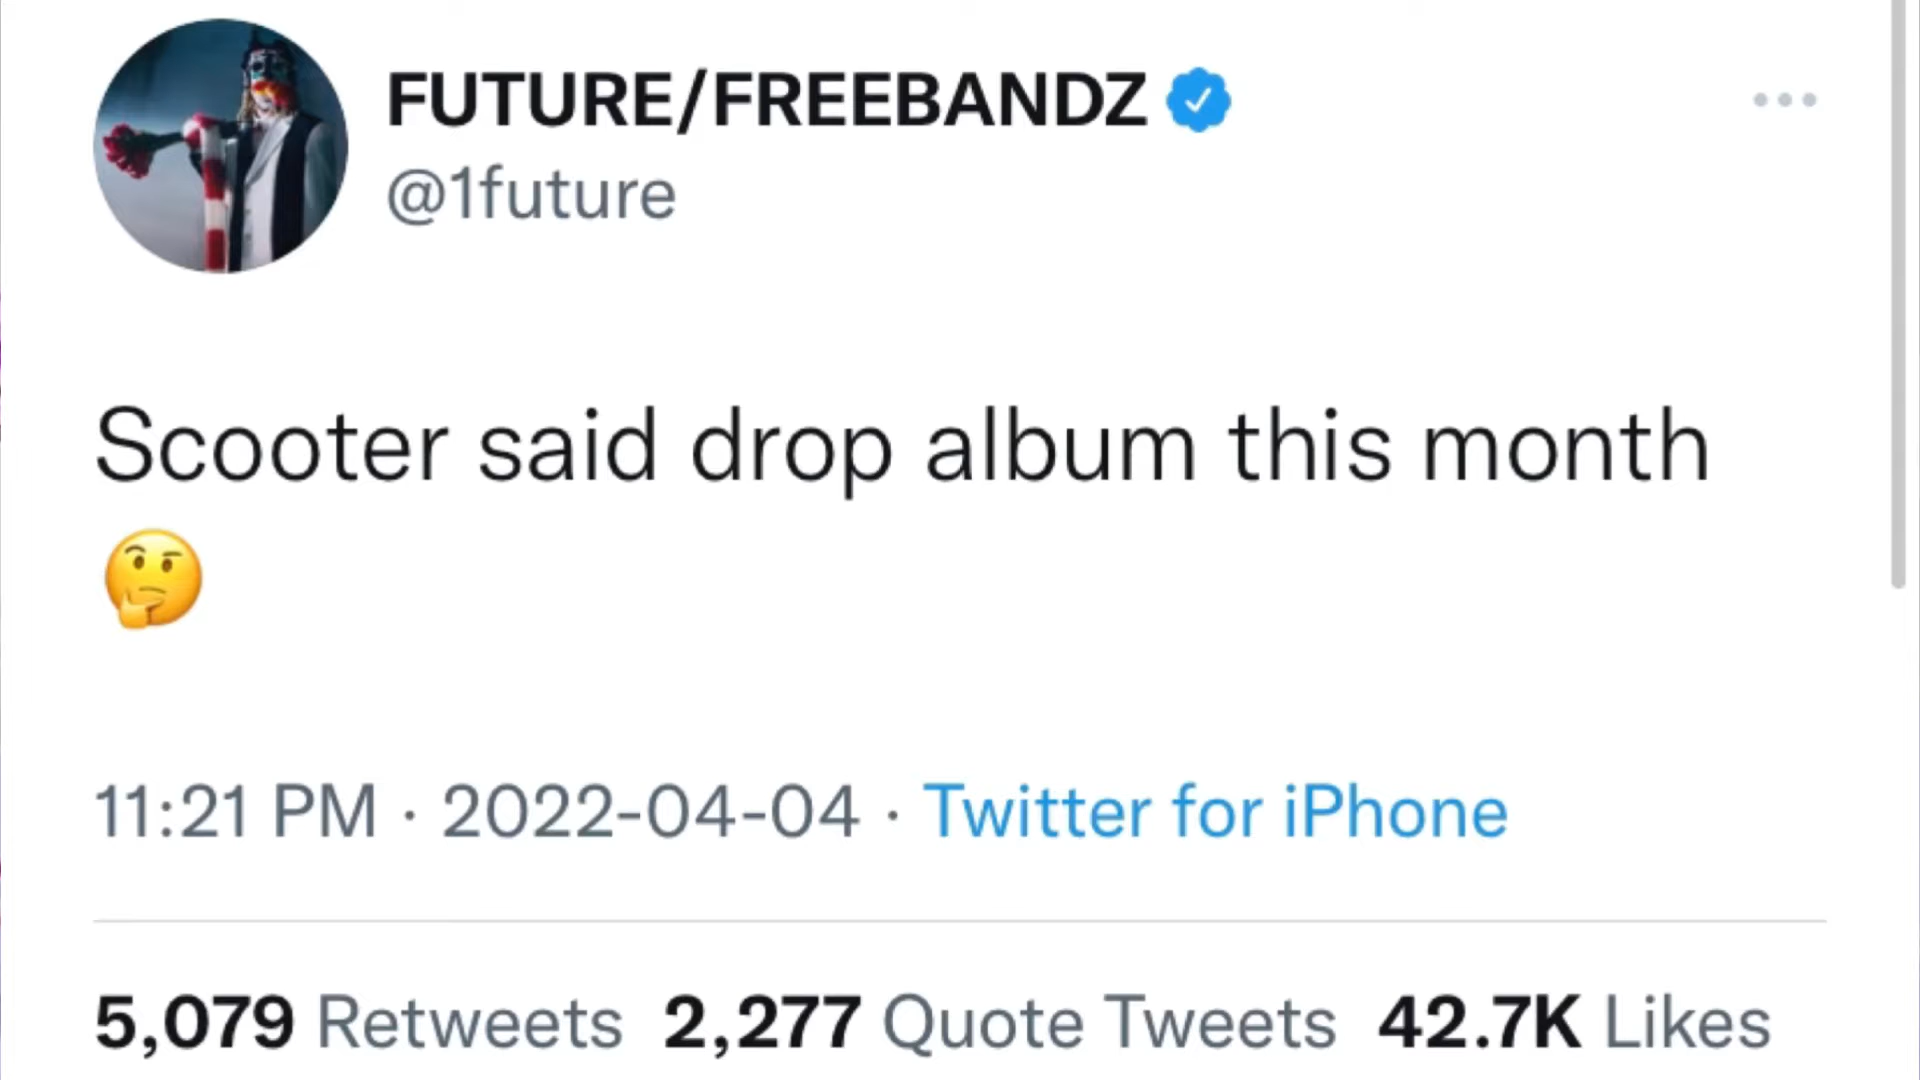 FUTURE/FREEBANDZ
@1future
Scooter said drop album this month
🤔
11:21 PM · 2022-04-04 · Twitter for iPhone
5,079 Retweets 2,277 Quote Tweets 42.7K Likes